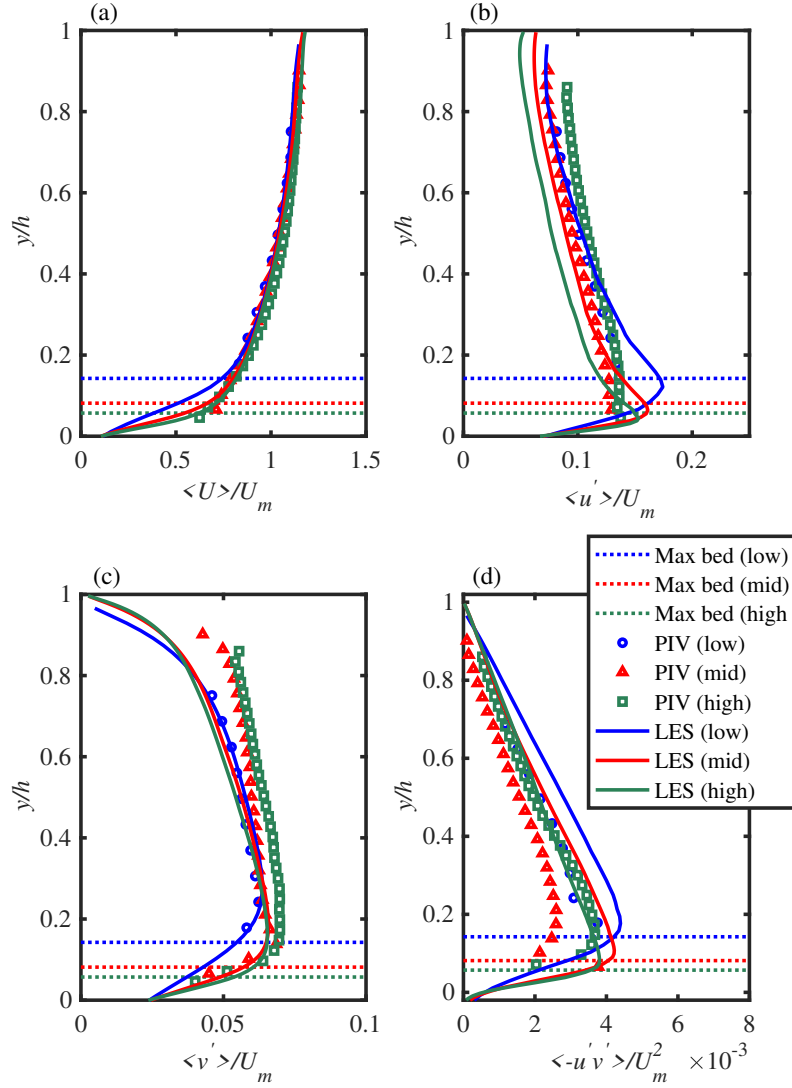 (a)
(b)
1
0.8
0.6
0.4
0.2
0
y/h
0
0.5
1
1.5
<U>/U_m
1
0.8
0.6
0.4
0.2
0
y/h
0.1
0.2
<u'>/U_m
(c)
(d)
1
0.8
0.6
0.4
0.2
0
y/h
0
0.05
0.1
<v'>/U_m
1
0.8
0.6
0.4
0.2
0
y/h
0
2
4
6
8
<-u'v'>/U_m^2 ×10^-3
Max bed (low)
Max bed (mid)
Max bed (high
PIV (low)
PIV (mid)
PIV (high)
LES (low)
LES (mid)
LES (high)